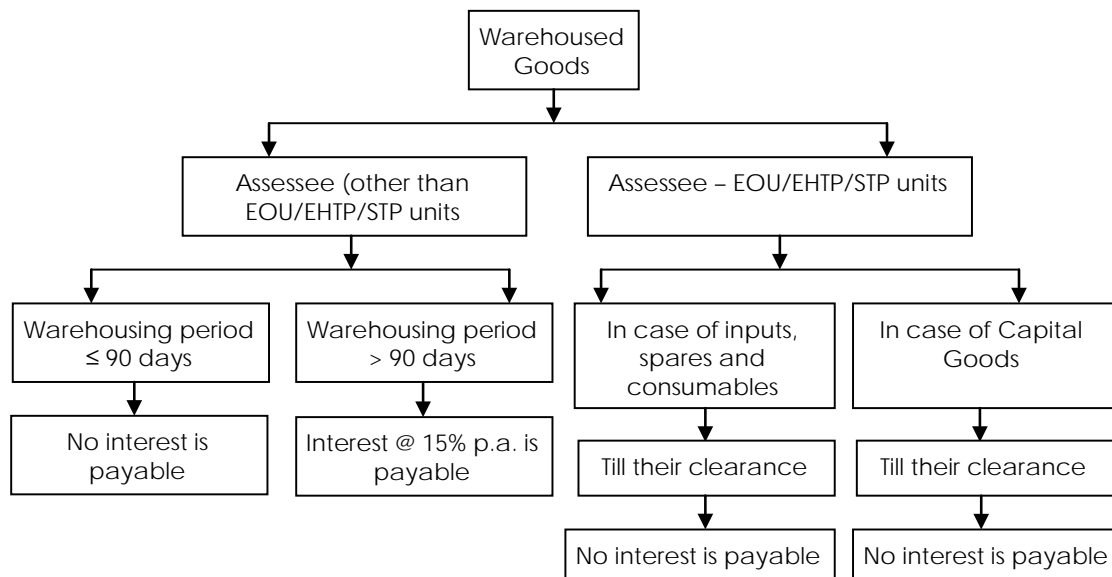 Warehoused
Goods
Assessee (other than
EOU/EHTP/STP units
Assessee – EOU/EHTP/STP units
Warehousing period
≤ 90 days
Warehousing period
> 90 days
In case of inputs,
spares and
consumables
In case of Capital
Goods
No interest is
payable
Interest @ 15% p.a. is
payable
Till their clearance
Till their clearance
No interest is payable
No interest is payable